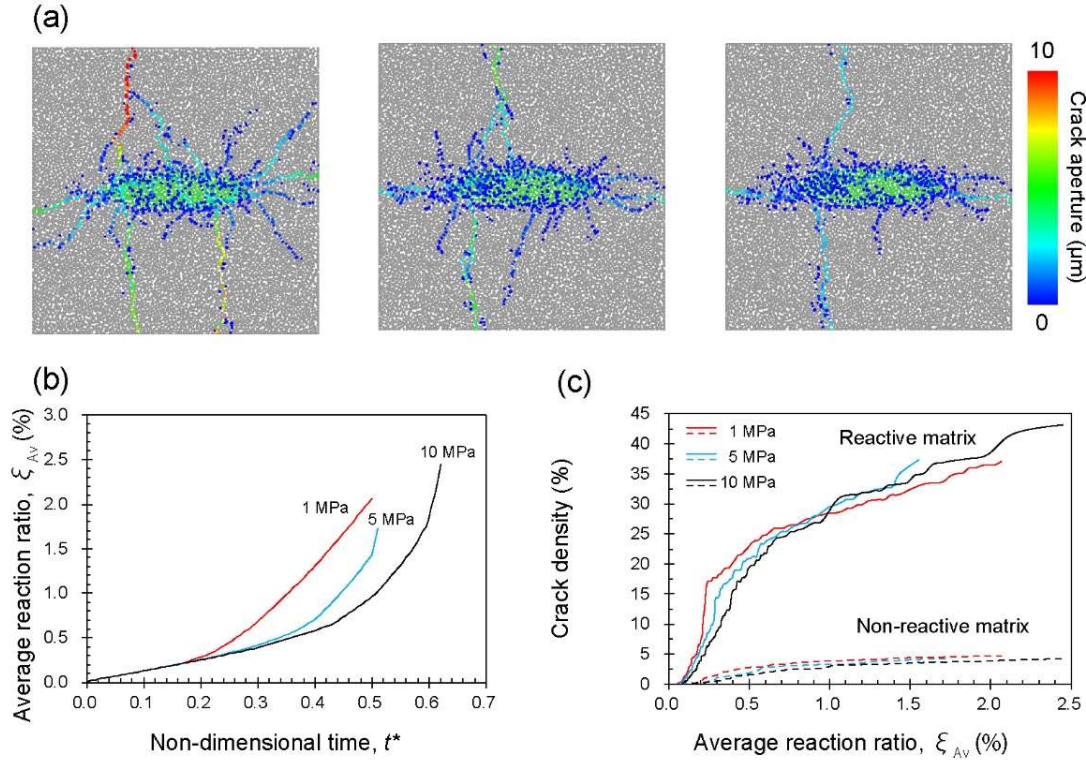 (a)
10
Crack aperture (μm)
0
(b)
3.0
2.5
2.0
1.5
1.0
0.5
0.0
Average reaction ratio, ξ Av (%)
1 MPa
5 MPa
10 MPa
0.0 0.1 0.2 0.3 0.4 0.5 0.6 0.7
Non-dimensional time, t*
(c)
45
40
35
30
25
20
15
10
5
0
Crack density (%)
1 MPa
5 MPa
10 MPa
Reactive matrix
Non-reactive matrix
0.0 0.5 1.0 1.5 2.0 2.5
Average reaction ratio, ξ Av (%)